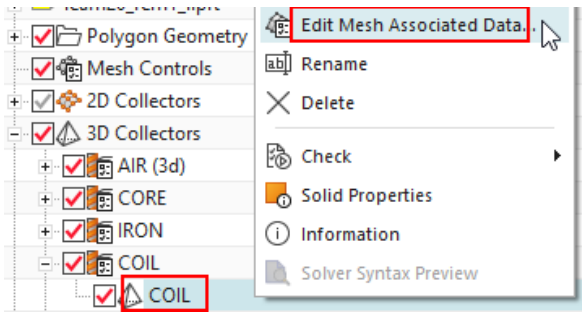 Polygon Geometry
Mesh Controls
2D Collectors
3D Collectors
AIR (3d)
CORE
IRON
COIL
COIL
Edit Mesh Associated Data...
Rename
Delete
Check
Solid Properties
Information
Solver Syntax Preview